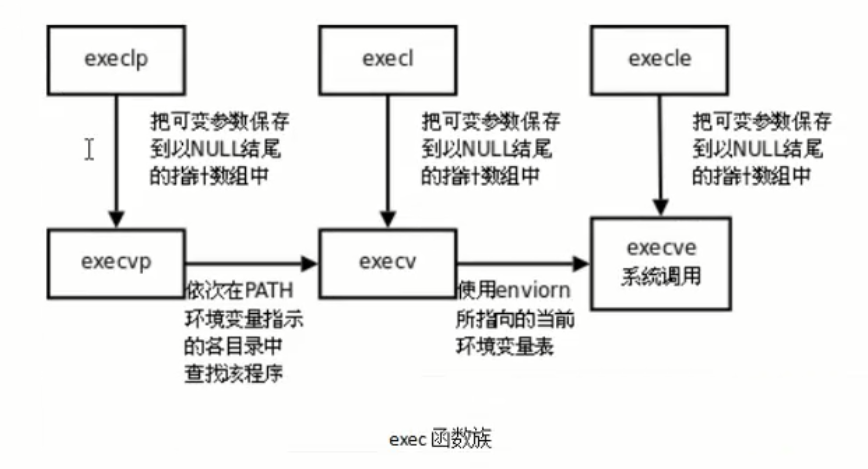 execlp
execl
execle
把可变参数保存
到以NULL结尾
的指针数组中
把可变参数保存
到以NULL结尾
的指针数组中
把可变参数保存
到以NULL结尾
的指针数组中
execvp
execv
execve
系统调用
依次在PATH
环境变量指示
的各目录中
查找该程序
使用enviorn
所指向的当前
环境变量表
exec 函数族